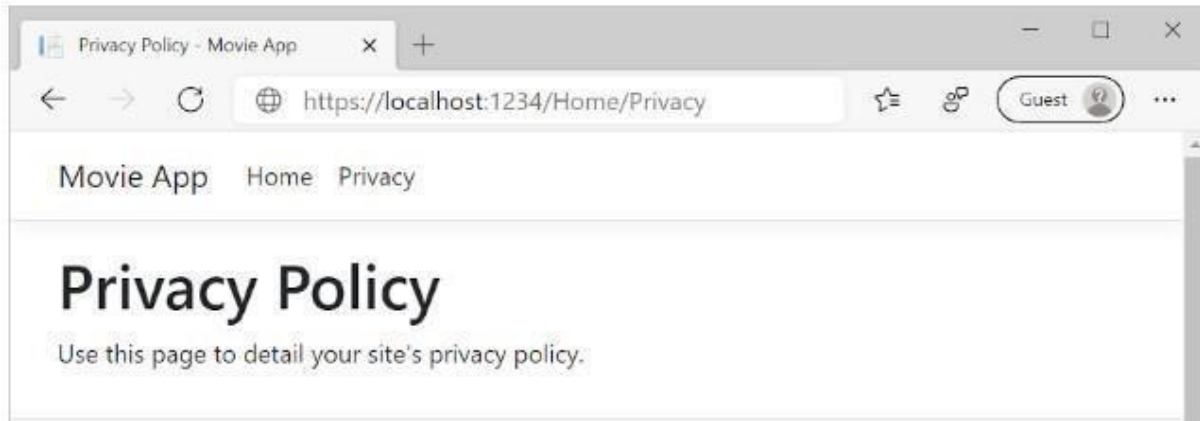 Privacy Policy - Movie App
https://localhost:1234/Home/Privacy
Guest
Movie App Home Privacy
Privacy Policy
Use this page to detail your site's privacy policy.